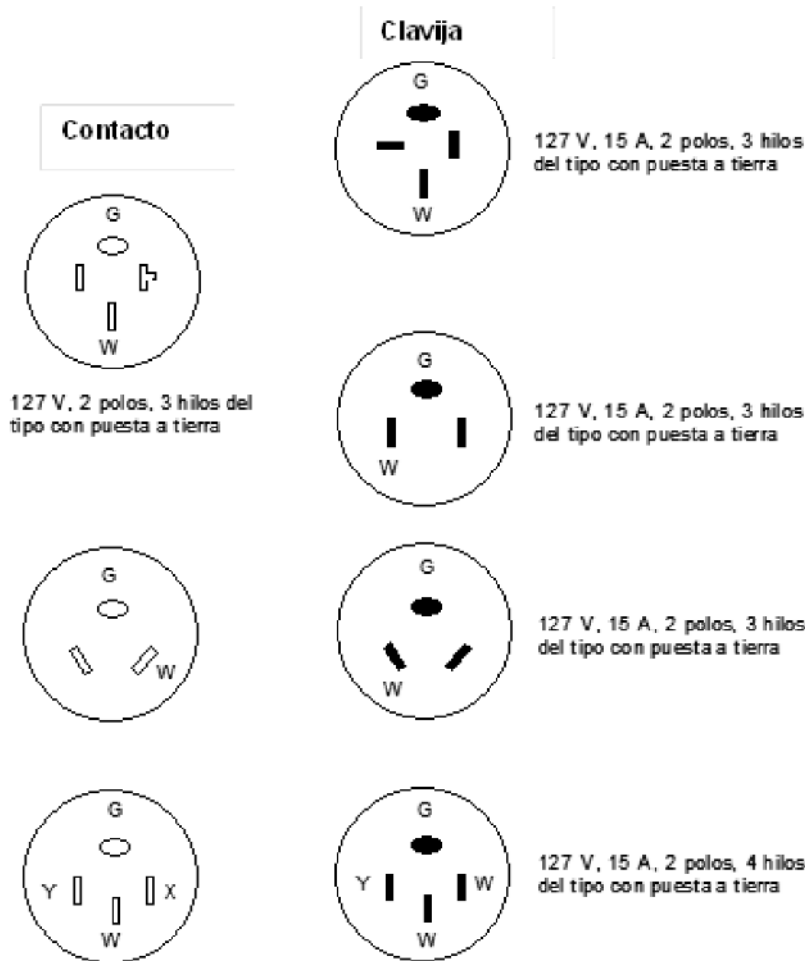 Clavija
G
W
127 V, 15 A, 2 polos, 3 hilos
del tipo con puesta a tierra
Contacto
G
W
127 V, 2 polos, 3 hilos del
tipo con puesta a tierra
G
W
127 V, 15 A, 2 polos, 3 hilos
del tipo con puesta a tierra
G
W
G
W
127 V, 15 A, 2 polos, 3 hilos
del tipo con puesta a tierra
G
Y X
W
G
Y W
W
127 V, 15 A, 2 polos, 4 hilos
del tipo con puesta a tierra